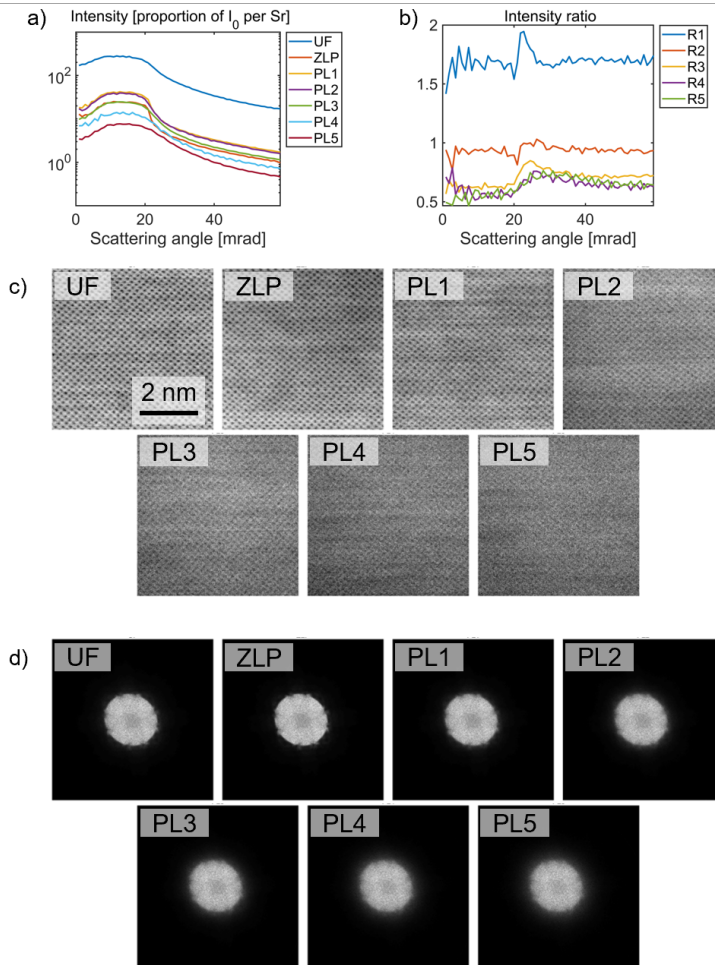 a)
Intensity [proportion of I0 per Sr]
10^2
10^0
0
20
40
Scattering angle [mrad]
UF
ZLP
PL1
PL2
PL3
PL4
PL5
b)
Intensity ratio
2
1.5
1
0.5
0
20
40
Scattering angle [mrad]
R1
R2
R3
R4
R5
c)
UF
ZLP
PL1
PL2
2 nm
PL3
PL4
PL5
d)
UF
ZLP
PL1
PL2
PL3
PL4
PL5